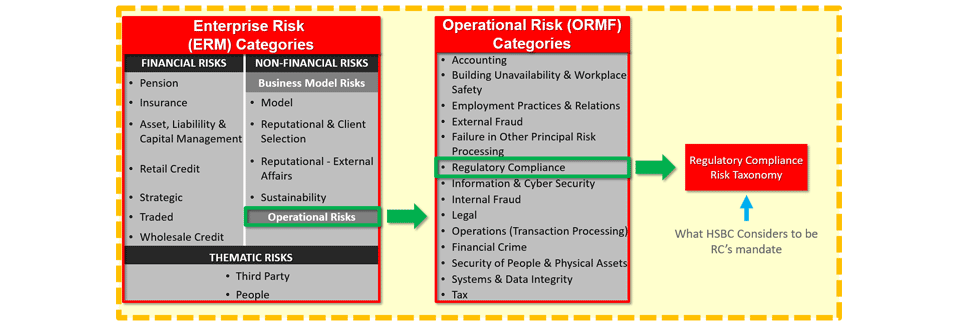 Enterprise Risk
(ERM) Categories
FINANCIAL RISKS
• Pension
• Insurance
• Asset, Liablility &
Capital Management
• Retail Credit
• Strategic
• Traded
• Wholesale Credit
NON-FINANCIAL RISKS
Business Model Risks
• Model
• Reputational & Client
Selection
• Reputational - External
Affairs
• Sustainability
Operational Risks
THEMATIC RISKS
• Third Party
• People
Operational Risk (ORMF)
Categories
• Accounting
• Building Unavailability & Workplace
Safety
• Employment Practices & Relations
• External Fraud
• Failure in Other Principal Risk
Processing
• Regulatory Compliance
• Information & Cyber Security
• Internal Fraud
• Legal
• Operations (Transaction Processing)
• Financial Crime
• Security of People & Physical Assets
• Systems & Data Integrity
• Tax
Regulatory Compliance
Risk Taxonomy
What HSBC Considers to be
RC's mandate